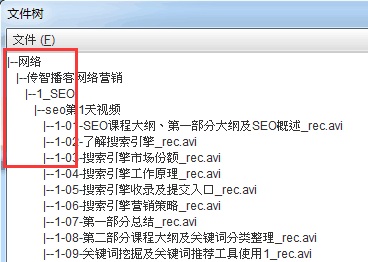 文件树
文件 (F)
|--网络
|--传智播客网络营销
|--1_SEO
|--seo第1天视频
|--1-01-SEO课程大纲、第一部分大纲及SEO概述_rec.avi
|--1-02-了解搜索引擎_rec.avi
|--1-03-搜索引擎市场份额_rec.avi
|--1-04-搜索引擎工作原理_rec.avi
|--1-05-搜索引擎收录及提交入口_rec.avi
|--1-06-搜索引擎营销策略_rec.avi
|--1-07-第一部分总结_rec.avi
|--1-08-第二部分课程大纲及关键词分类整理_rec.avi
|--1-09-关键词挖掘及关键词推荐工具使用1_rec.avi